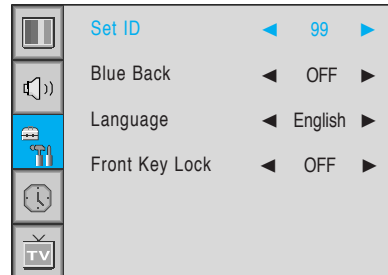 Set ID ◀ 99 ▶
Blue Back ◀ OFF ▶
Language ◀ English ▶
Front Key Lock ◀ OFF ▶
TV